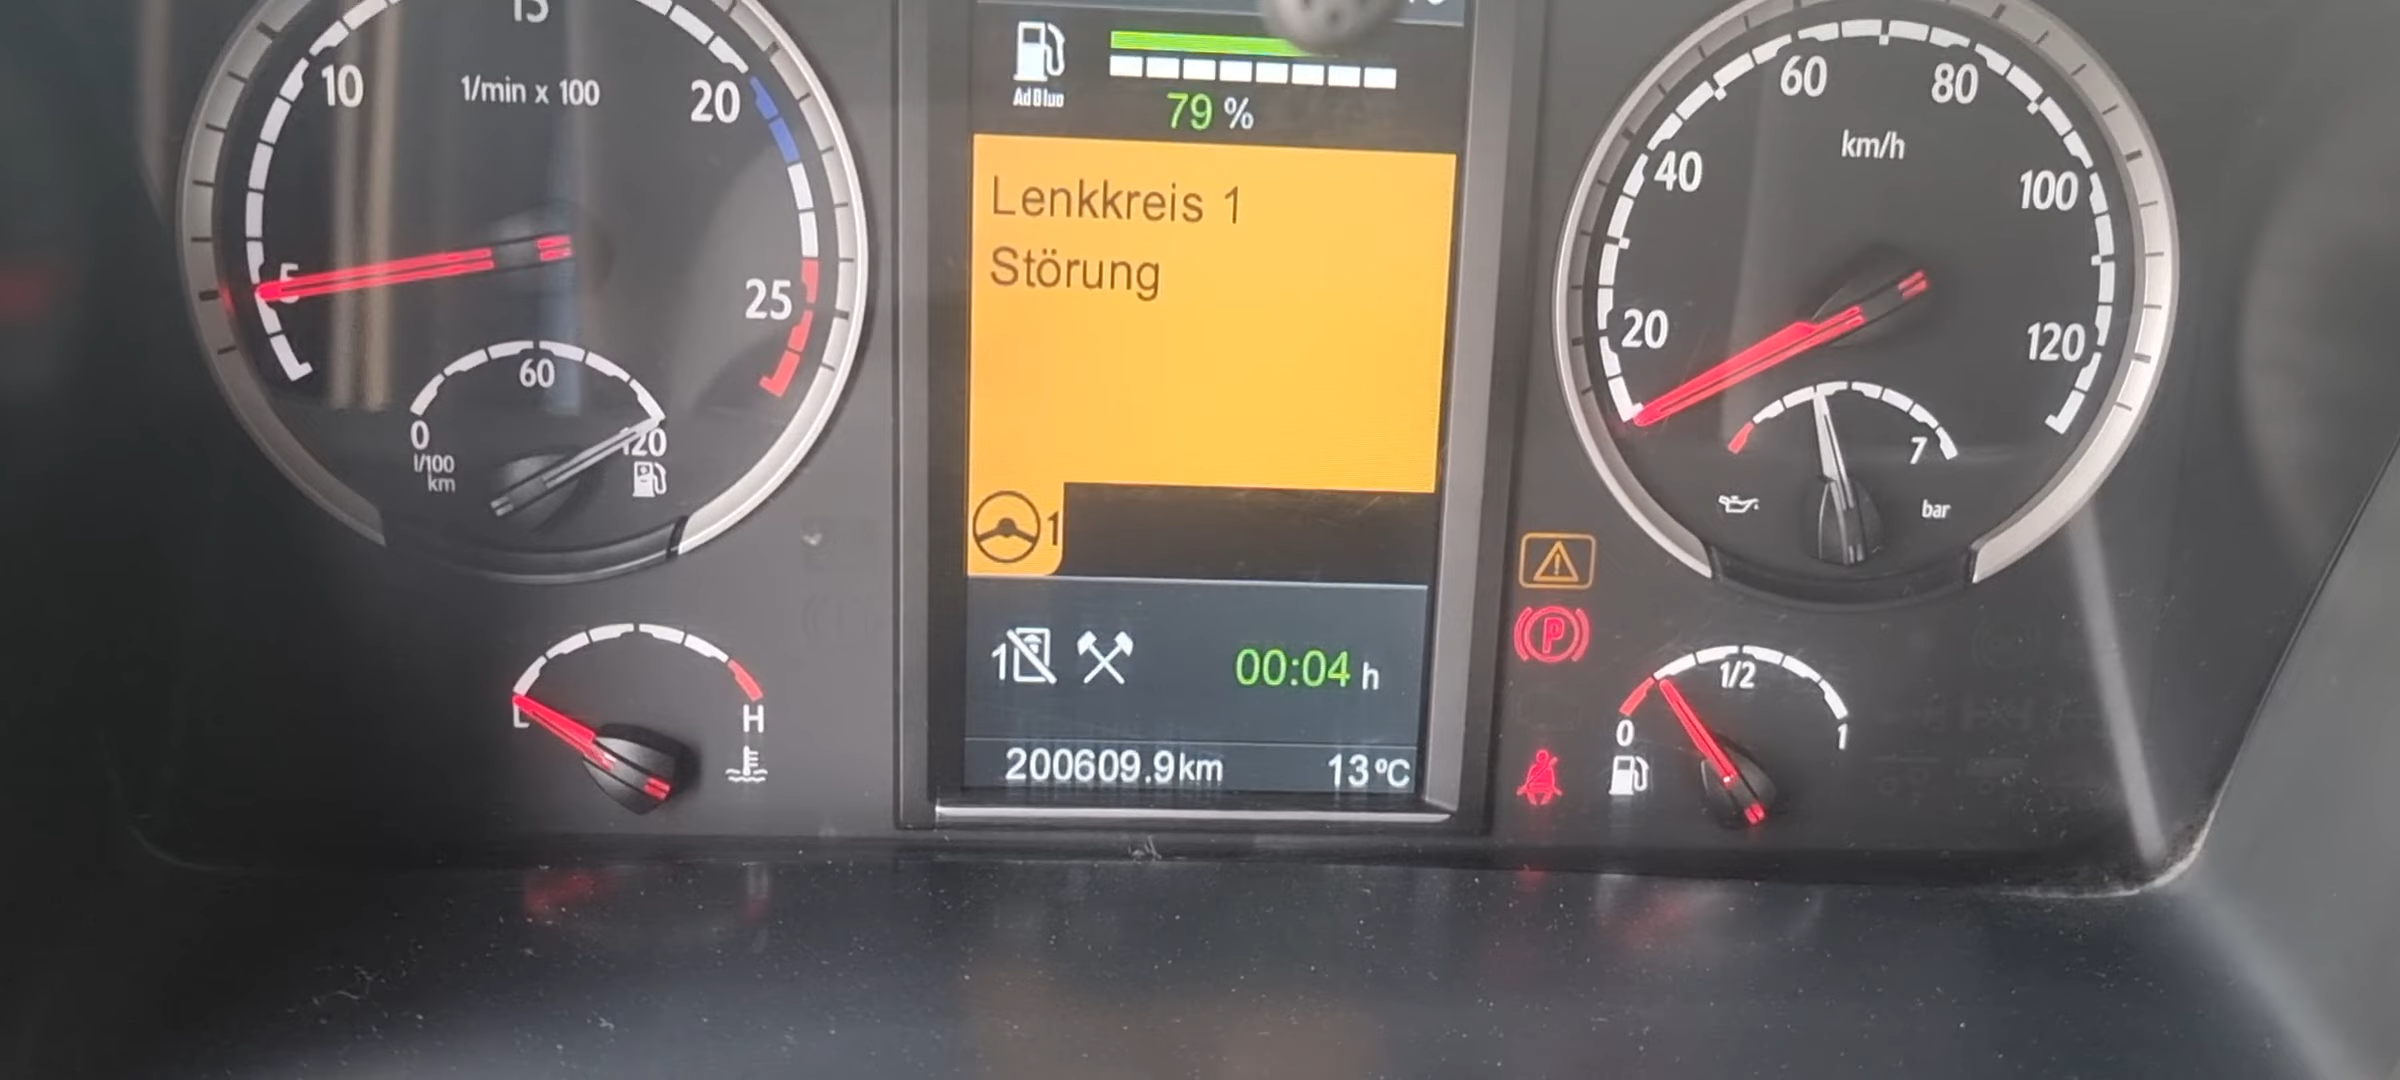 15
10
1/min x 100
20
5
25
60
0
120
l/100
km
L
H
AdBlue
79 %
Lenkkreis 1
Störung
1
1
00:04 h
200609.9km
13°C
60
80
km/h
40
100
20
120
7
bar
P
1/2
0
1